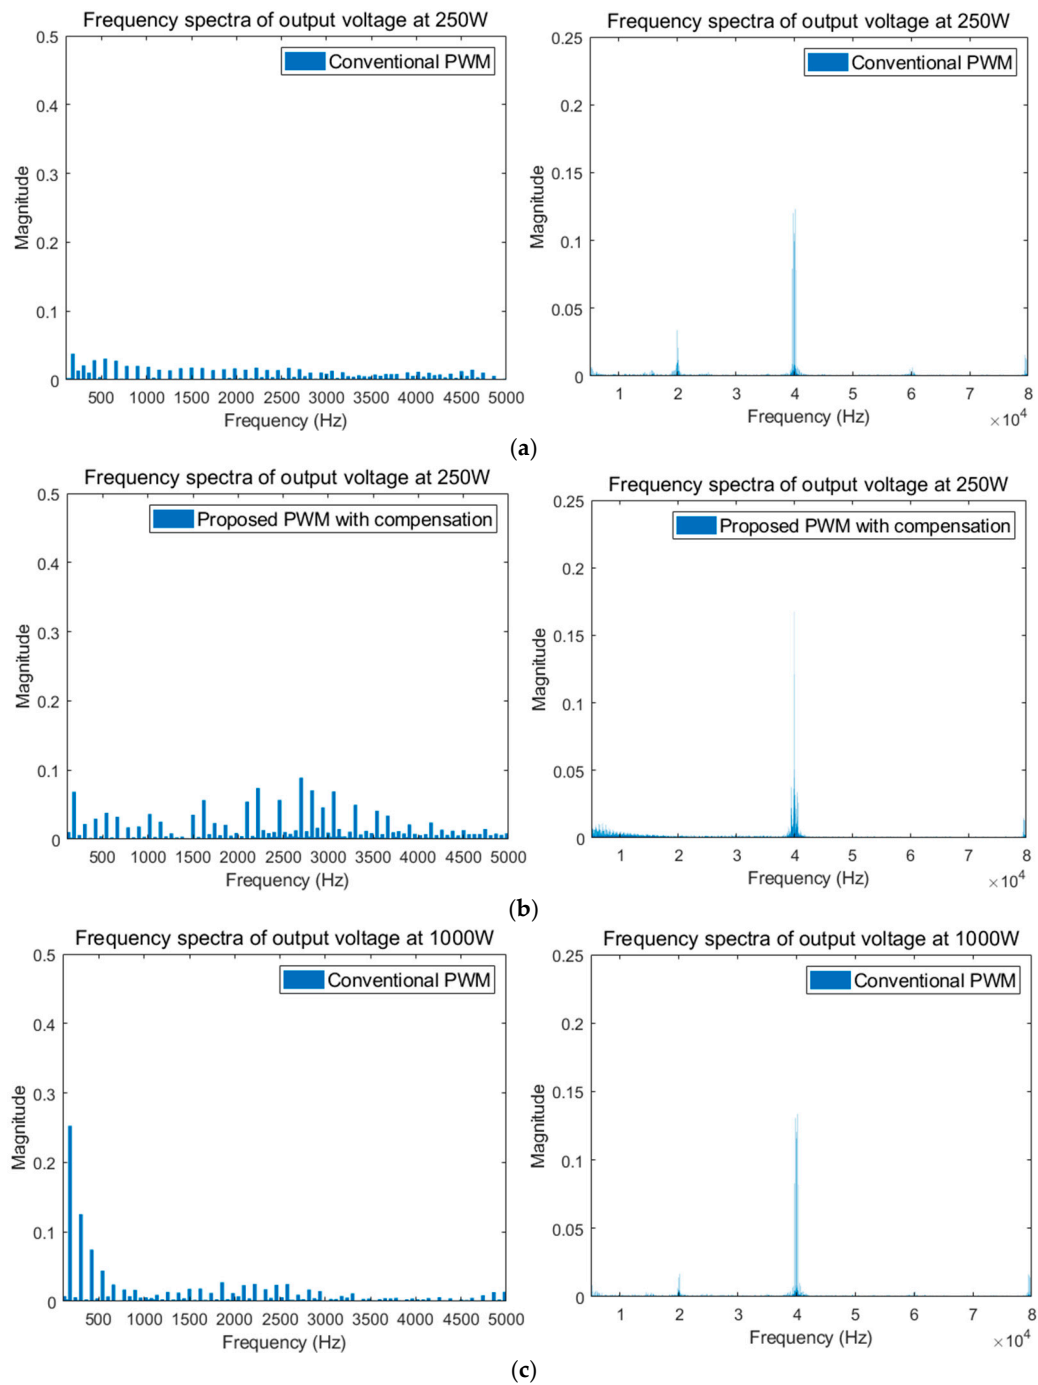 Frequency spectra of output voltage at 250W
0.5
0.4
0.3
0.2
0.1
0
Magnitude
Conventional PWM
500 1000 1500 2000 2500 3000 3500 4000 4500 5000
Frequency (Hz)
Frequency spectra of output voltage at 250W
0.25
0.2
0.15
0.1
0.05
0
Magnitude
Conventional PWM
1 2 3 4 5 6 7 8
Frequency (Hz)
×10⁴
(a)
Frequency spectra of output voltage at 250W
0.5
0.4
0.3
0.2
0.1
0
Magnitude
Proposed PWM with compensation
500 1000 1500 2000 2500 3000 3500 4000 4500 5000
Frequency (Hz)
Frequency spectra of output voltage at 250W
0.25
0.2
0.15
0.1
0.05
0
Magnitude
Proposed PWM with compensation
1 2 3 4 5 6 7 8
Frequency (Hz)
×10⁴
(b)
Frequency spectra of output voltage at 1000W
0.5
0.4
0.3
0.2
0.1
0
Magnitude
Conventional PWM
500 1000 1500 2000 2500 3000 3500 4000 4500 5000
Frequency (Hz)
Frequency spectra of output voltage at 1000W
0.25
0.2
0.15
0.1
0.05
0
Magnitude
Conventional PWM
1 2 3 4 5 6 7 8
Frequency (Hz)
×10⁴
(c)